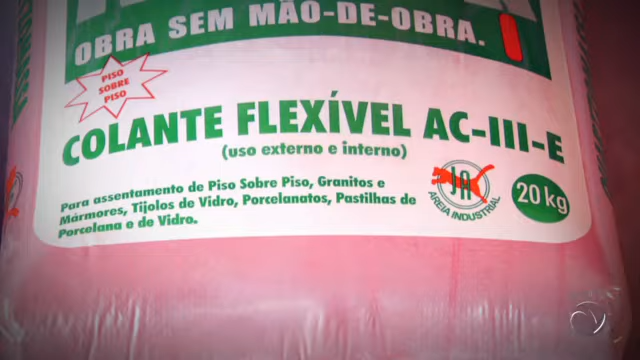 OBRA SEM MÃO-DE-OBRA.
PISO
SOBRE
PISO
COLANTE FLEXÍVEL AC-III-E
(uso externo e interno)
Para assentamento de Piso Sobre Piso, Granitos e
Mármores, Tijolos de Vidro, Porcelanatos, Pastilhas de
Porcelana e de Vidro.
JA
AREIA INDUSTRIAL
20 kg